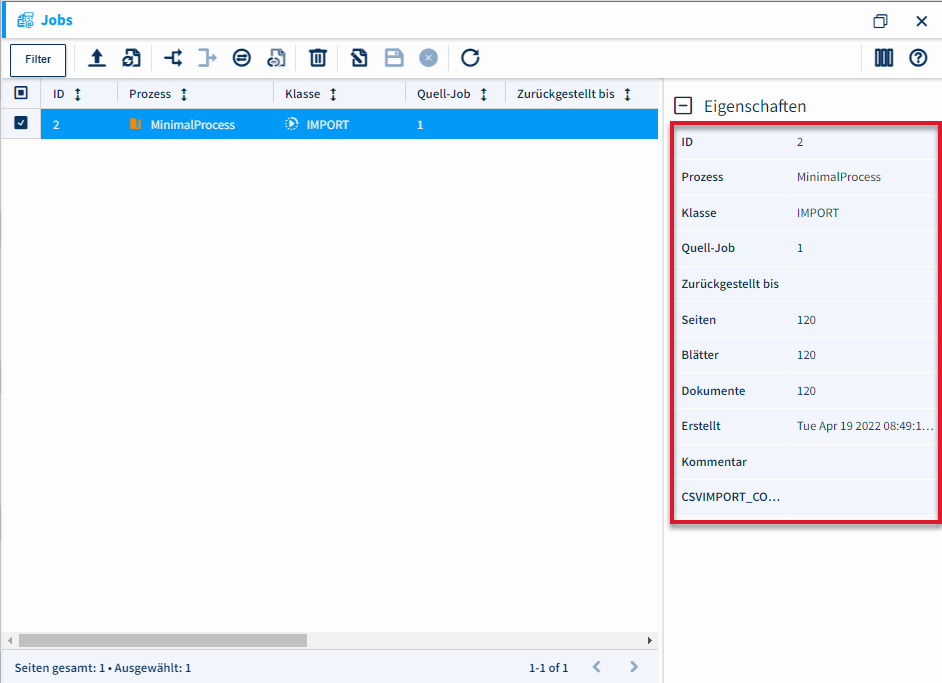 Jobs
Filter
ID Prozess Klasse Quell-Job Zurückgestellt bis
2 MinimalProcess IMPORT 1
Eigenschaften
ID 2
Prozess MinimalProcess
Klasse IMPORT
Quell-Job 1
Zurückgestellt bis
Seiten 120
Blätter 120
Dokumente 120
Erstellt Tue Apr 19 2022 08:49:1...
Kommentar
CSVIMPORT_CO...
Seiten gesamt: 1 • Ausgewählt: 1 1-1 of 1